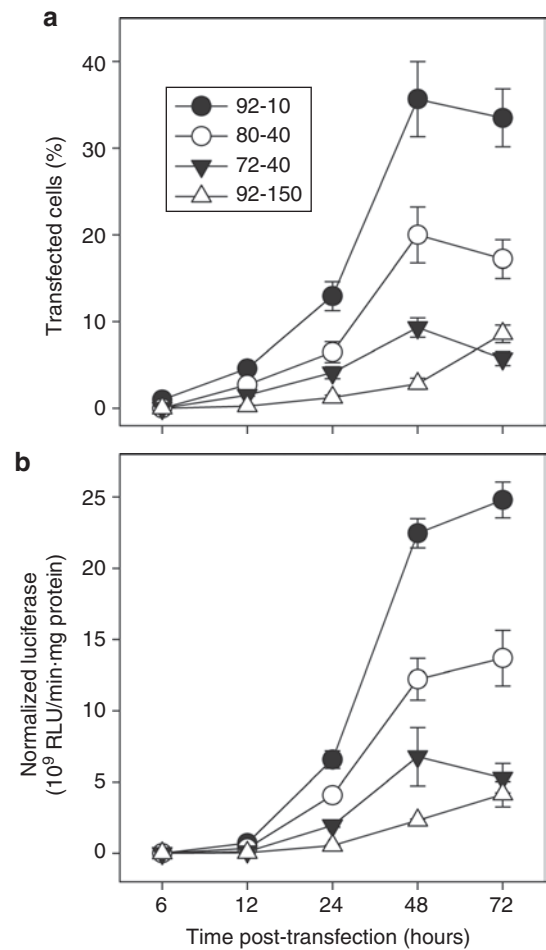 a
Transfected cells (%)
40
30
20
10
0
92-10
80-40
72-40
92-150
b
Normalized luciferase
(10⁹ RLU/min·mg protein)
25
20
15
10
5
0
6 12 24 48 72
Time post-transfection (hours)